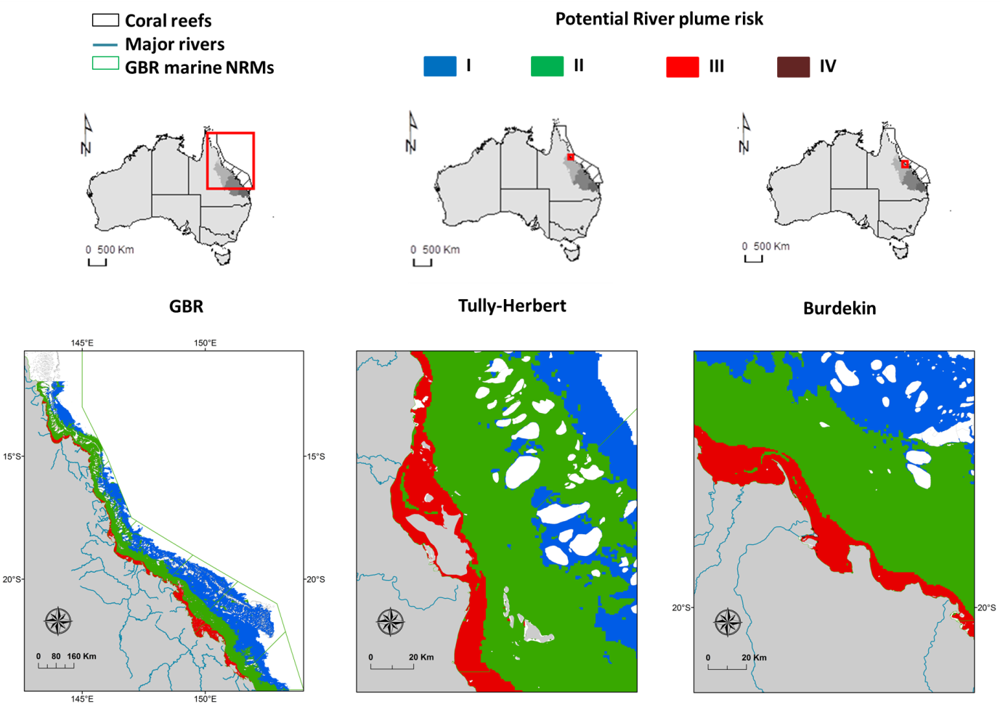 Coral reefs
Major rivers
GBR marine NRMs
Potential River plume risk
I II III IV
N N N
0 500 Km 0 500 Km 0 500 Km
GBR Tully-Herbert Burdekin
145°E 150°E
15°S 15°S
20°S 20°S
20°S 20°S
0 80 160 Km
0 20 Km
0 20 Km
145°E 150°E